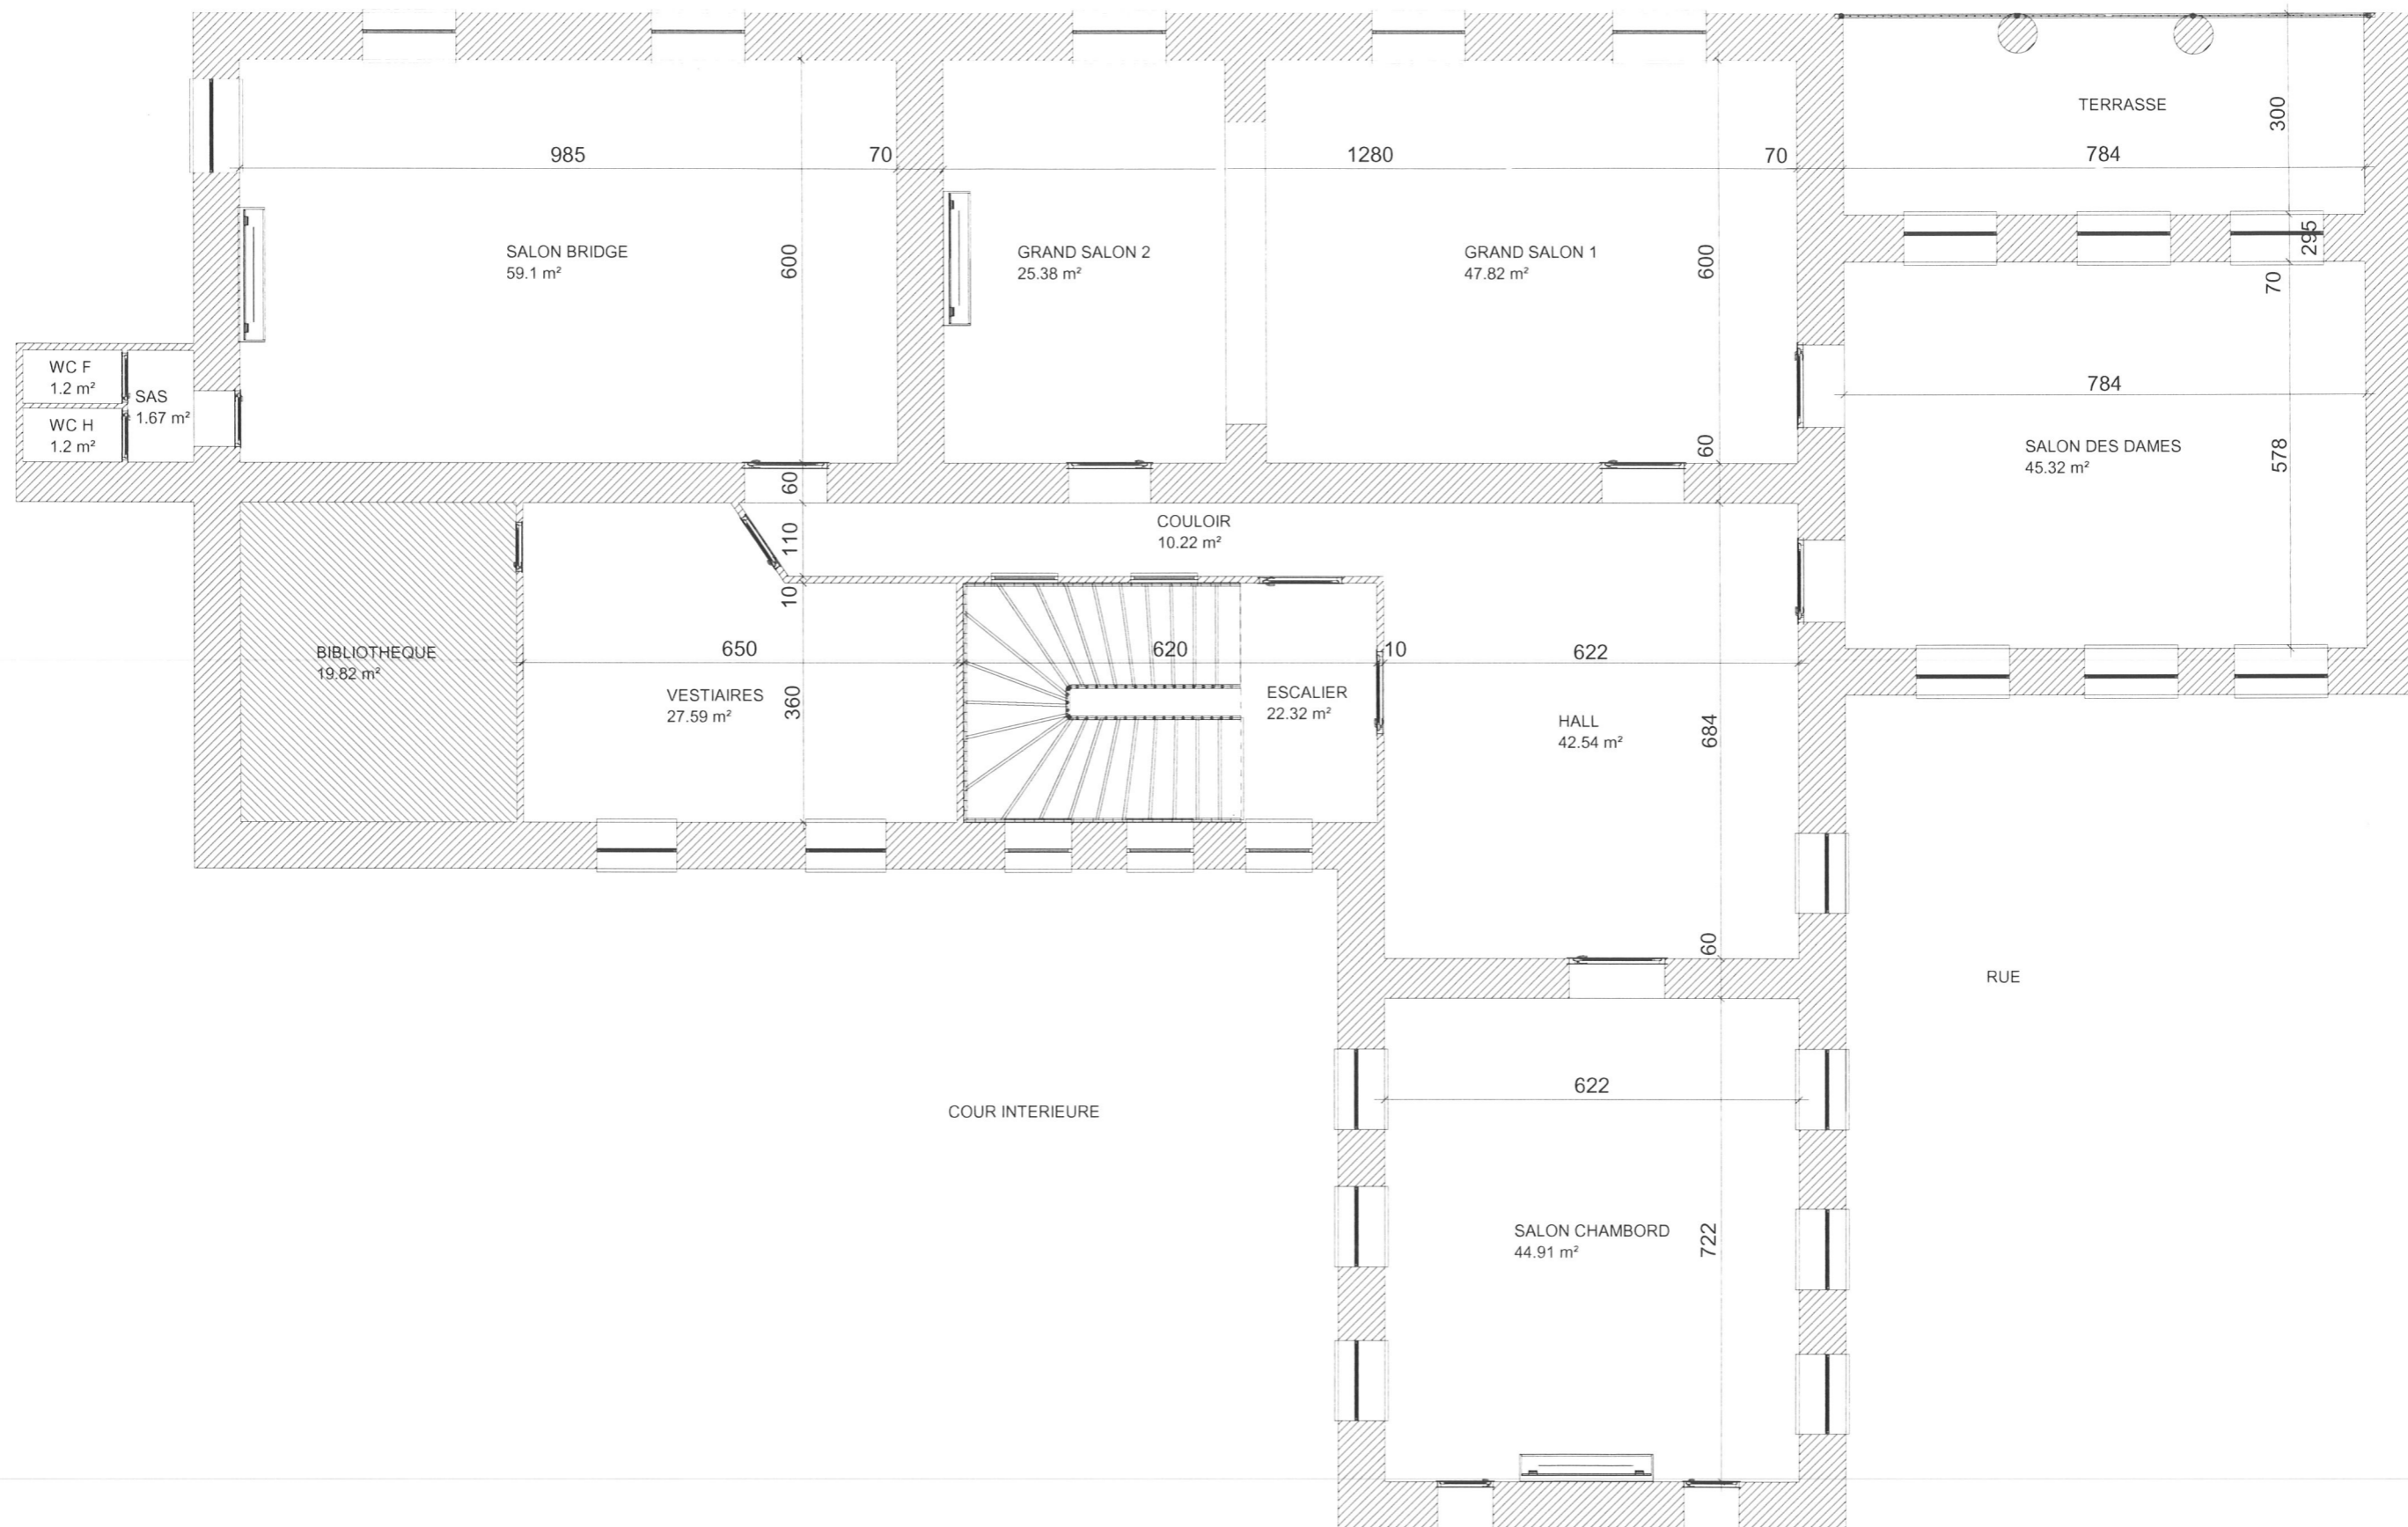 TERRASSE
300
985
70
1280
70
784
295
SALON BRIDGE
59.1 m²
600
GRAND SALON 2
25.38 m²
GRAND SALON 1
47.82 m²
600
70
WC F
1.2 m²
SAS
1.67 m²
WC H
1.2 m²
784
60
SALON DES DAMES
45.32 m²
578
60
110
COULOIR
10.22 m²
10
BIBLIOTHEQUE
19.82 m²
650
620
10
622
VESTIAIRES
27.59 m²
360
ESCALIER
22.32 m²
HALL
42.54 m²
684
60
RUE
COUR INTERIEURE
622
SALON CHAMBORD
44.91 m²
722